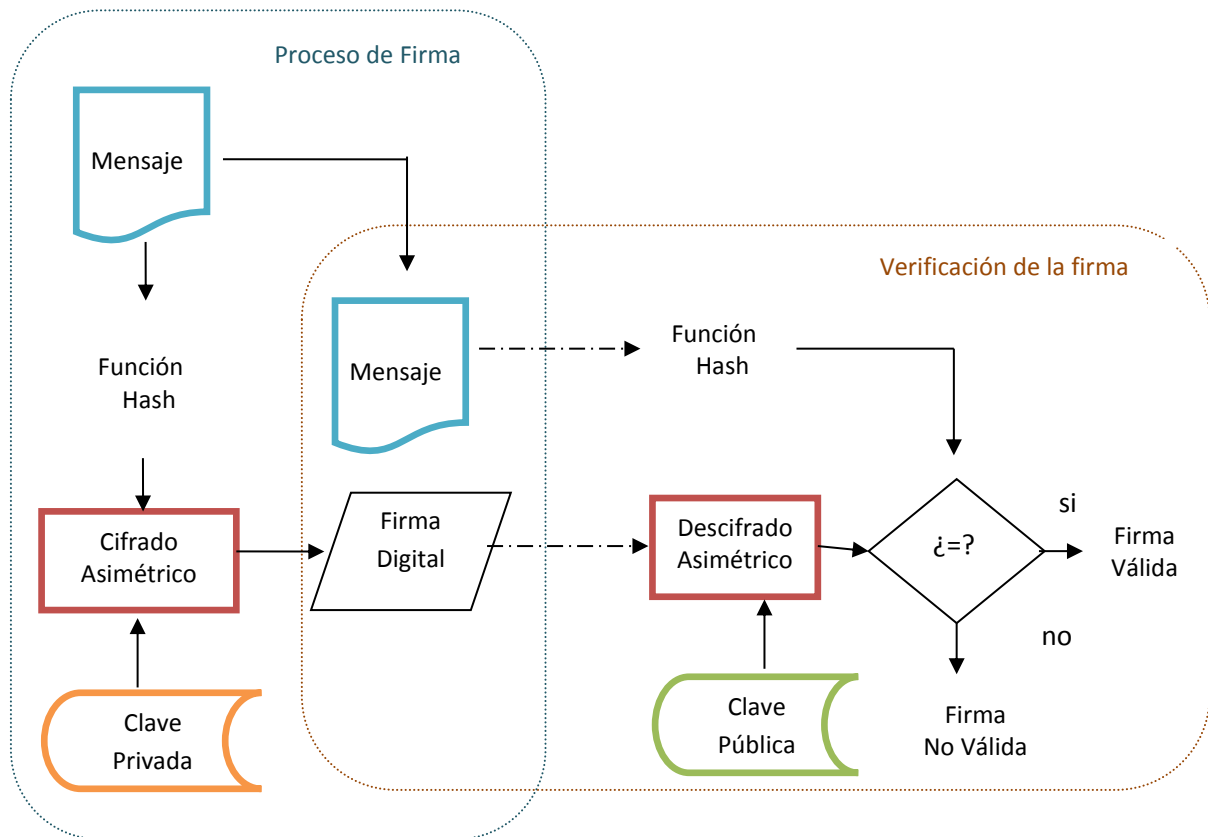 Proceso de Firma
Mensaje
Verificación de la firma
Mensaje
Función
Hash
Función
Hash
Cifrado
Asimétrico
Firma
Digital
Descifrado
Asimétrico
¿=?
si
Firma
Válida
no
Clave
Privada
Clave
Pública
Firma
No Válida